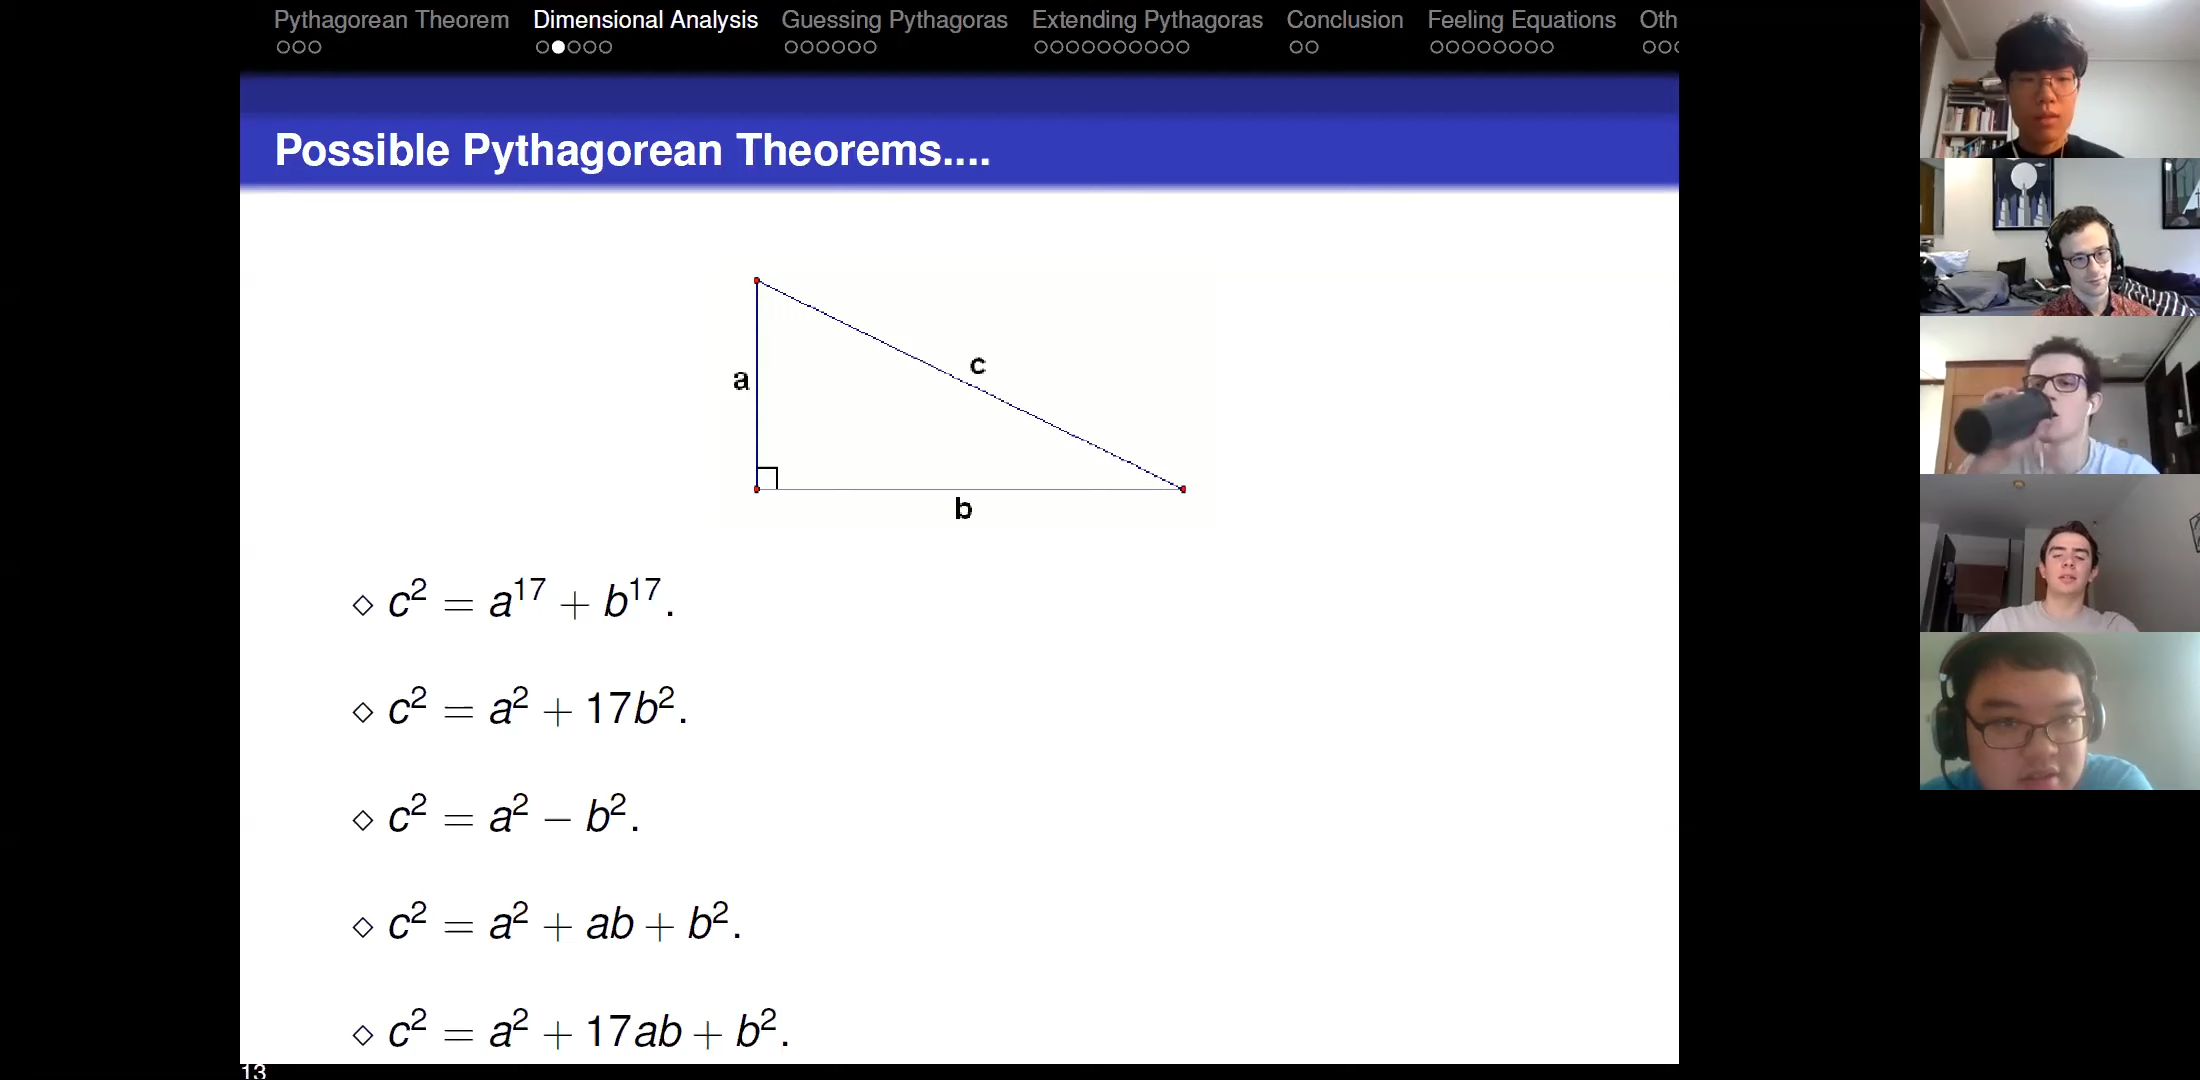 Pythagorean Theorem Dimensional Analysis Guessing Pythagoras Extending Pythagoras Conclusion Feeling Equations Oth
Possible Pythagorean Theorems....
a
c
b
◇ c² = a¹⁷ + b¹⁷.
◇ c² = a² + 17b².
◇ c² = a² − b².
◇ c² = a² + ab + b².
◇ c² = a² + 17ab + b².
13